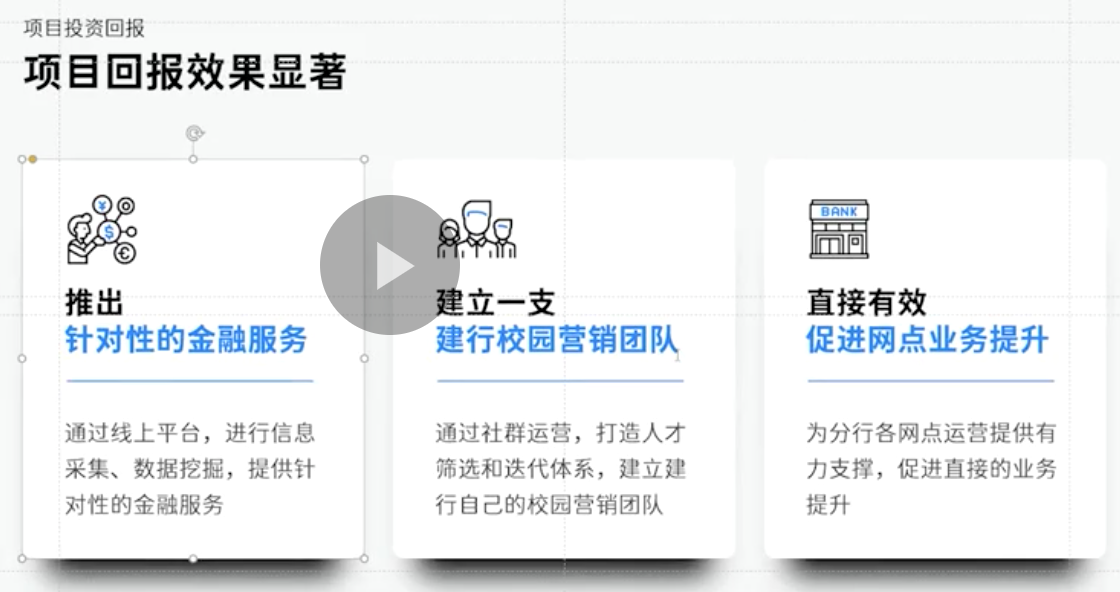 项目投资回报
项目回报效果显著
推出
针对性的金融服务
通过线上平台，进行信息
采集、数据挖掘，提供针
对性的金融服务
建立一支
建行校园营销团队
通过社群运营，打造人才
筛选和迭代体系，建立建
行自己的校园营销团队
BANK
直接有效
促进网点业务提升
为分行各网点运营提供有
力支撑，促进直接的业务
提升